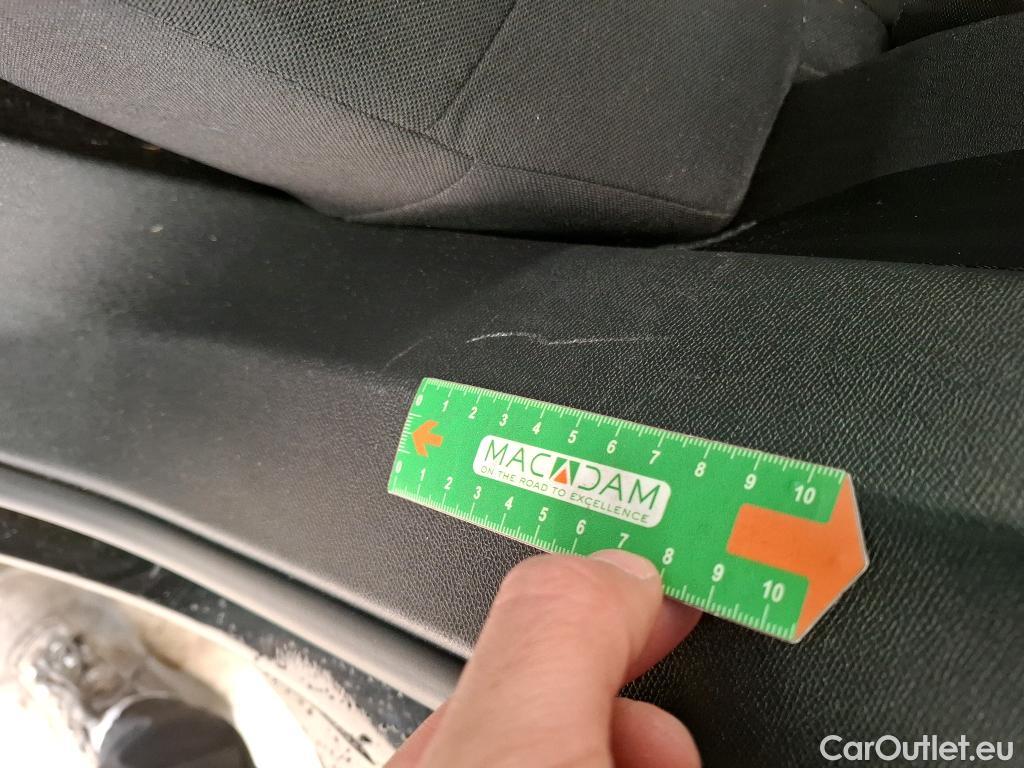 0 1 2 3 4 5 6 7 8 9 10
MACADAM
ON THE ROAD TO EXCELLENCE
0 1 2 3 4 5 6 7 8 9 10
CarOutlet.eu